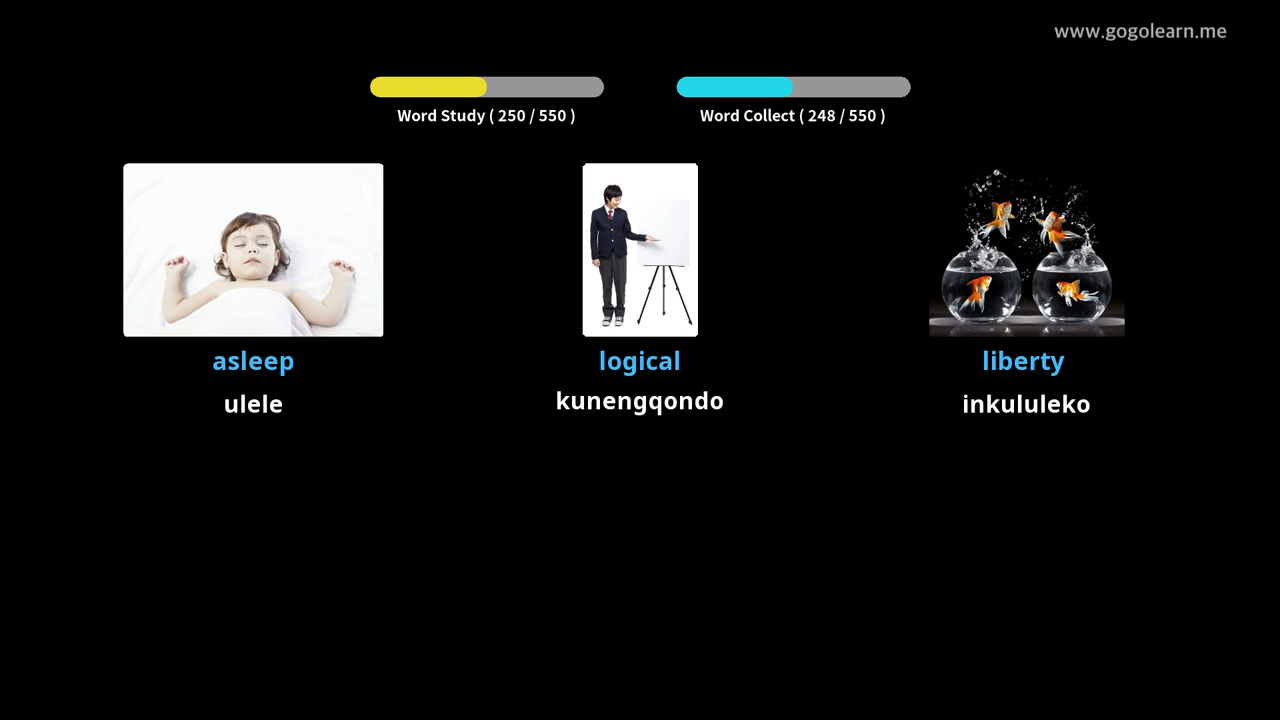 www.gogolearn.me
Word Study ( 250 / 550 )
Word Collect ( 248 / 550 )
asleep
logical
liberty
ulele
kunengqondo
inkululeko